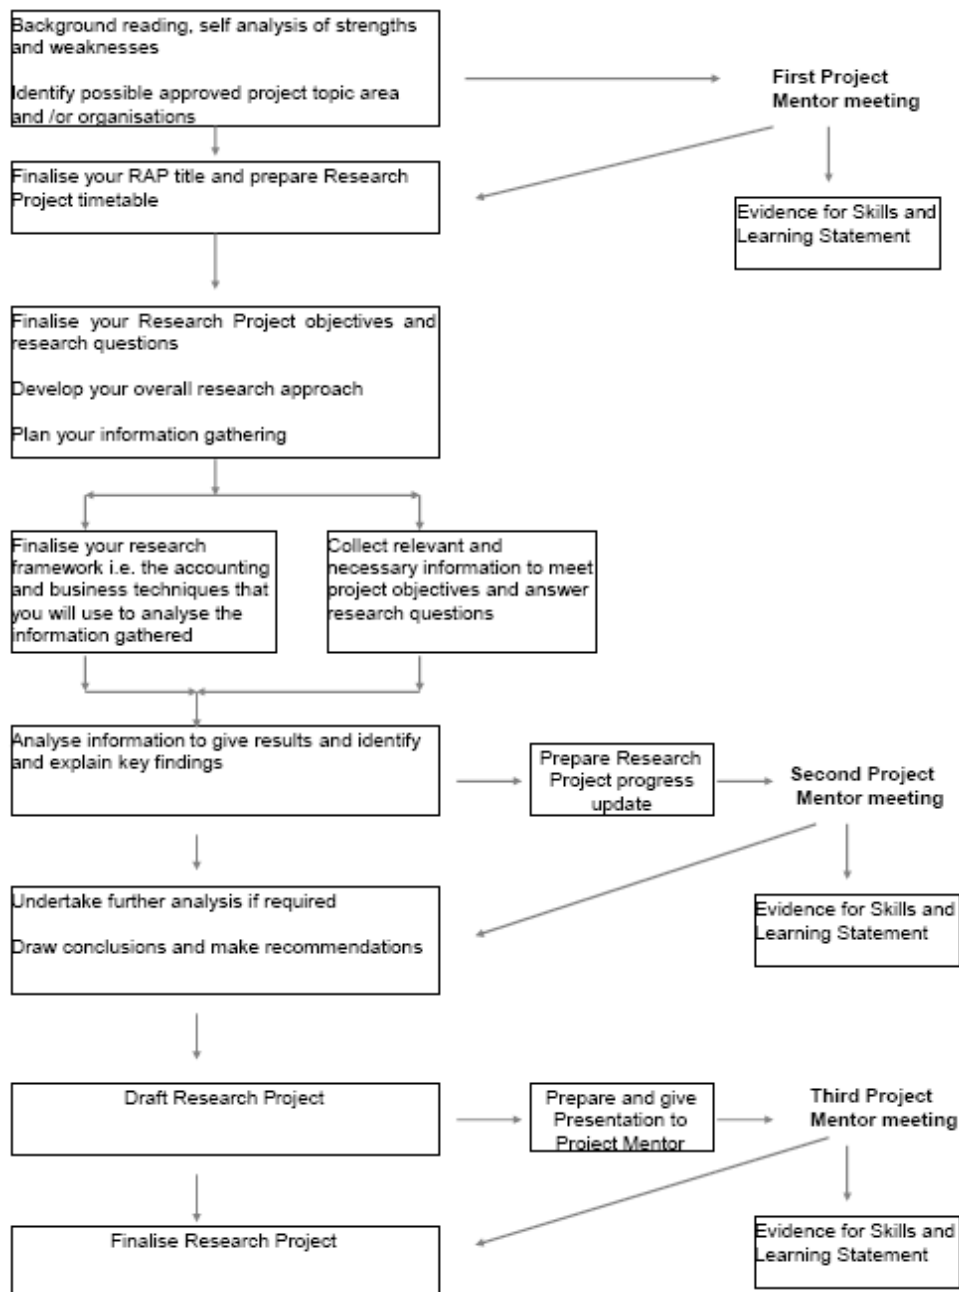 Background reading, self analysis of strengths
and weaknesses
Identify possible approved project topic area
and /or organisations
First Project
Mentor meeting
Finalise your RAP title and prepare Research
Project timetable
Evidence for Skills and
Learning Statement
Finalise your Research Project objectives and
research questions
Develop your overall research approach
Plan your information gathering
Finalise your research
framework i.e. the accounting
and business techniques that
you will use to analyse the
information gathered
Collect relevant and
necessary information to meet
project objectives and answer
research questions
Analyse information to give results and identify
and explain key findings
Prepare Research
Project progress
update
Second Project
Mentor meeting
Undertake further analysis if required
Draw conclusions and make recommendations
Evidence for Skills and
Learning Statement
Draft Research Project
Prepare and give
Presentation to
Project Mentor
Third Project
Mentor meeting
Finalise Research Project
Evidence for Skills and
Learning Statement